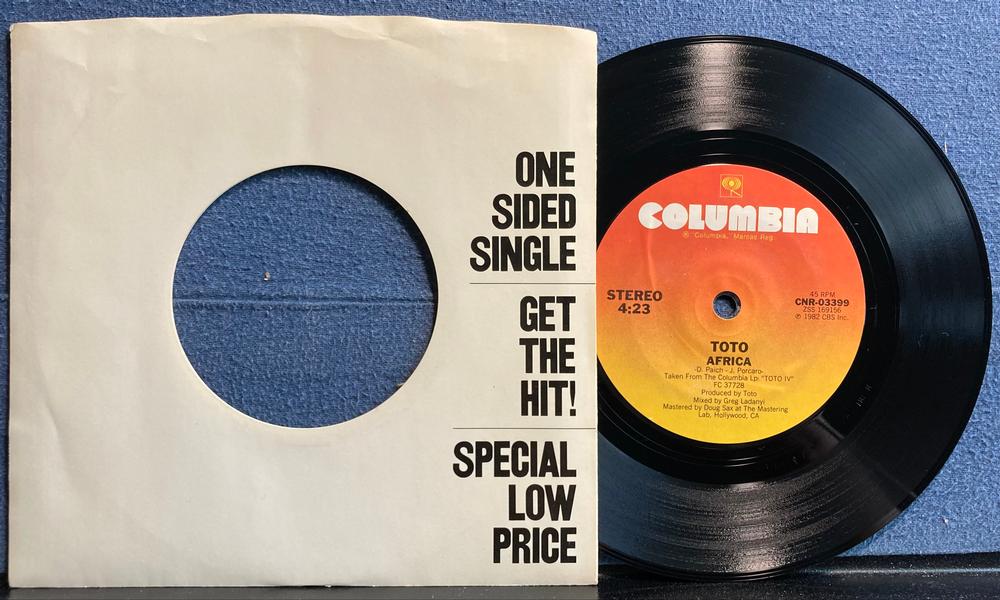 ONE
SIDED
SINGLE
GET
THE
HIT!
SPECIAL
LOW
PRICE
COLUMBIA
® "Columbia," Marcas Reg.
STEREO
4:23
45 RPM
CNR-03399
ZSS 169156
℗ 1982 CBS Inc.
TOTO
AFRICA
-D. Paich - J. Porcaro-
Taken From The Columbia Lp: "TOTO IV"
FC 37728
Produced by Toto
Mixed by Greg Ladanyi
Mastered by Doug Sax at The Mastering
Lab, Hollywood, CA